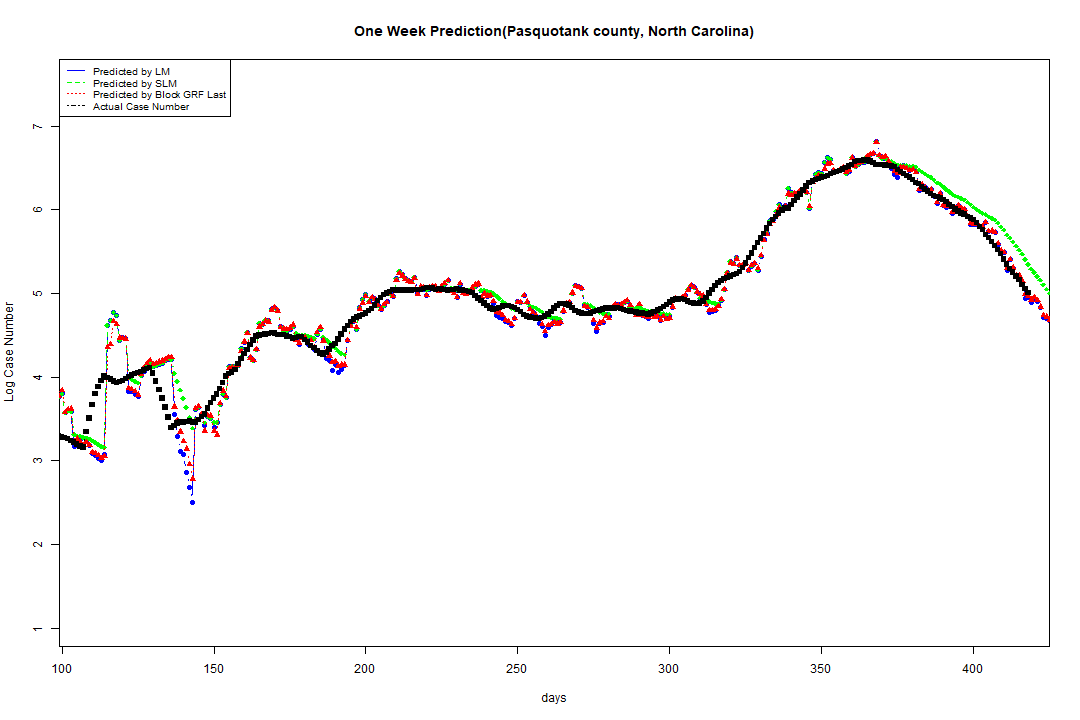 One Week Prediction(Pasquotank county, North Carolina)
Predicted by LM
Predicted by SLM
Predicted by Block GRF Last
Actual Case Number
Log Case Number
7
6
5
4
3
2
1
100 150 200 250 300 350 400
days